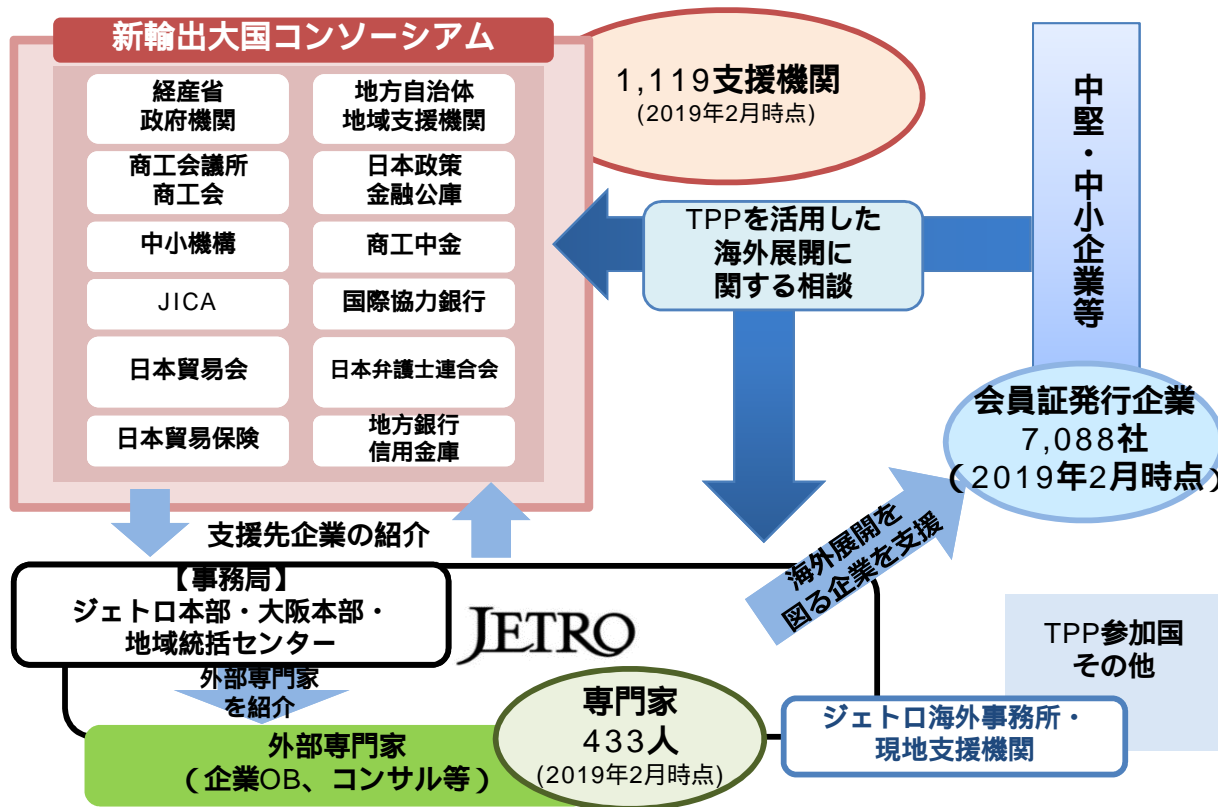 新輸出大国コンソーシアム
経産省
政府機関
地方自治体
地域支援機関
商工会議所
商工会
日本政策
金融公庫
中小機構
商工中金
JICA
国際協力銀行
日本貿易会
日本弁護士連合会
日本貿易保険
地方銀行
信用金庫
1,119支援機関
(2019年2月時点)
TPPを活用した
海外展開に
関する相談
中堅・中小企業等
会員証発行企業
7,088社
(2019年2月時点)
支援先企業の紹介
海外展開を
図る企業を支援
【事務局】
ジェトロ本部・大阪本部・
地域統括センター
JETRO
外部専門家
を紹介
外部専門家
(企業OB、コンサル等)
専門家
433人
(2019年2月時点)
TPP参加国
その他
ジェトロ海外事務所・
現地支援機関